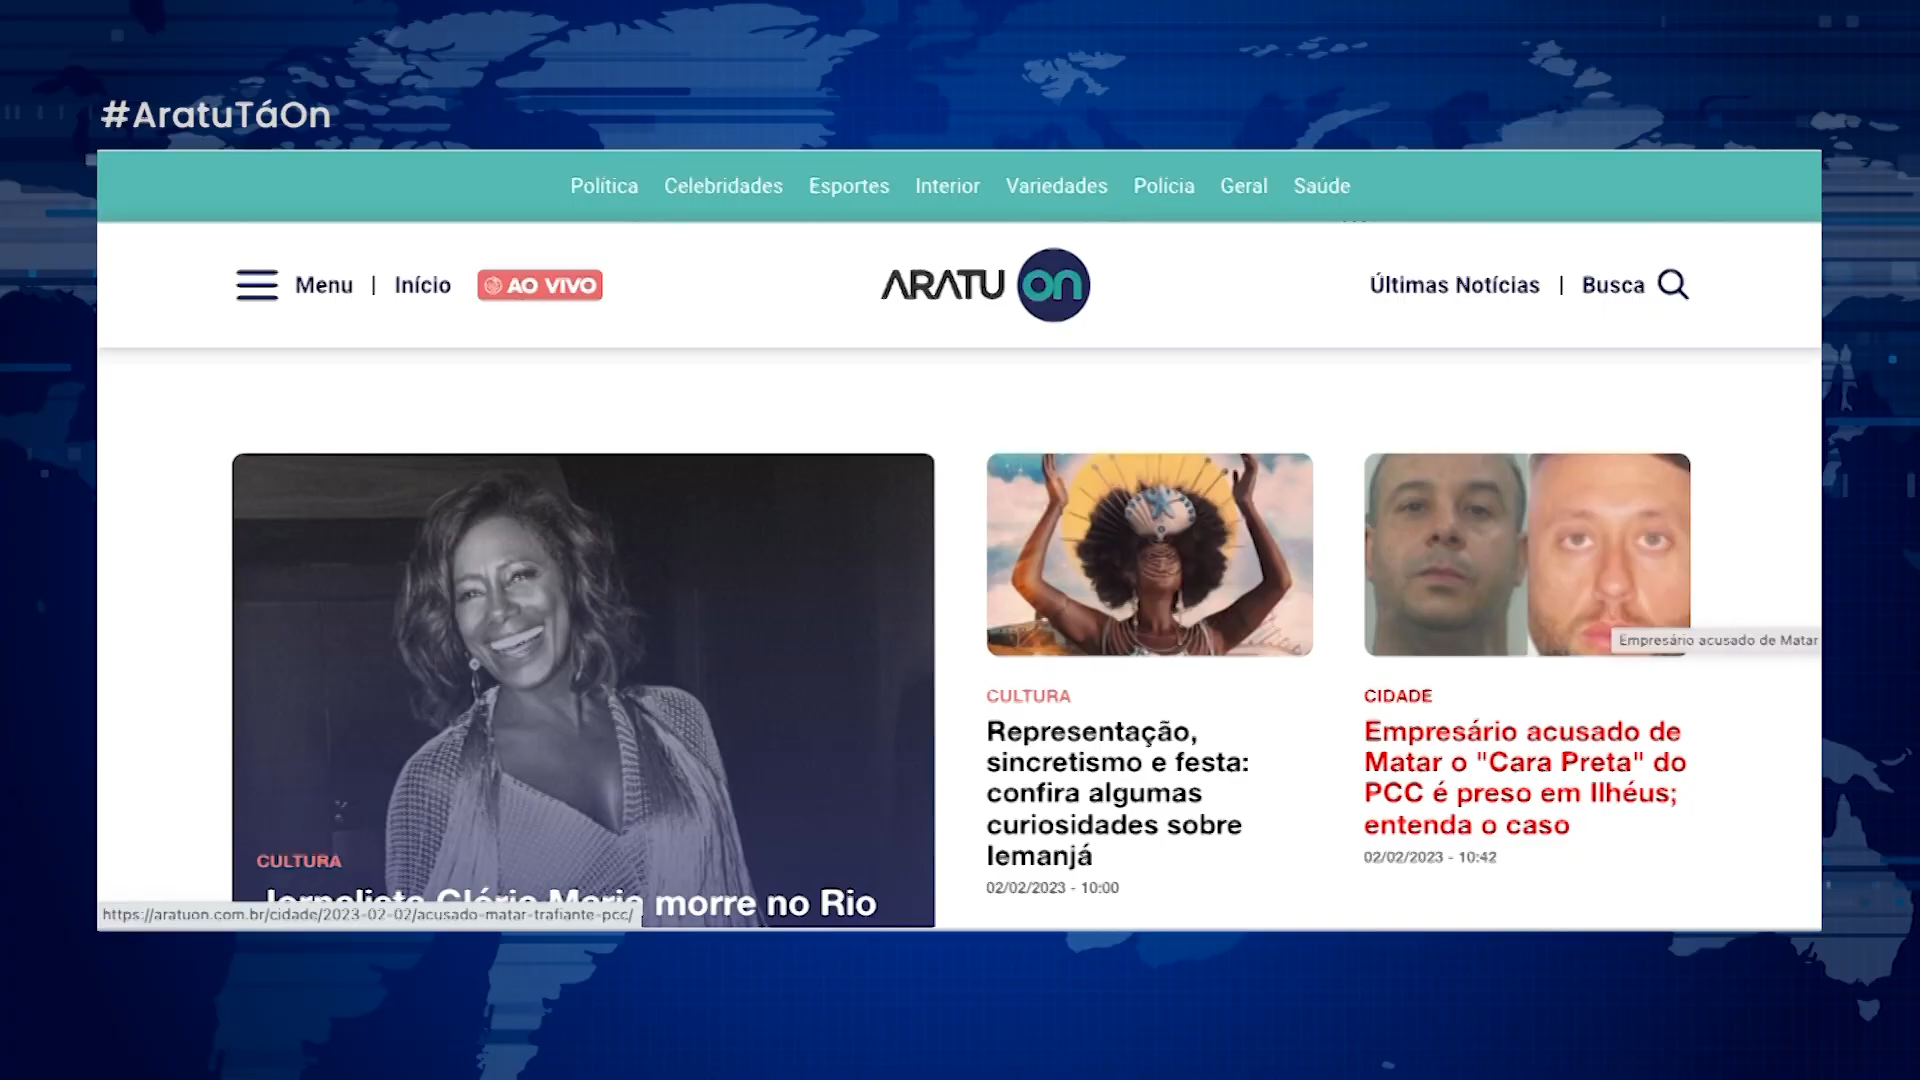 #AratuTáOn
Política Celebridades Esportes Interior Variedades Polícia Geral Saúde
Menu | Início AO VIVO ARATU on Últimas Notícias | Busca
Empresário acusado de Matar
CULTURA
morre no Rio
https://aratuon.com.br/cidade/2023-02-02/acusado-matar-trafiante-pcc/
CULTURA
Representação,
sincretismo e festa:
confira algumas
curiosidades sobre
Iemanjá
02/02/2023 - 10:00
CIDADE
Empresário acusado de
Matar o "Cara Preta" do
PCC é preso em Ilhéus;
entenda o caso
02/02/2023 - 10:42